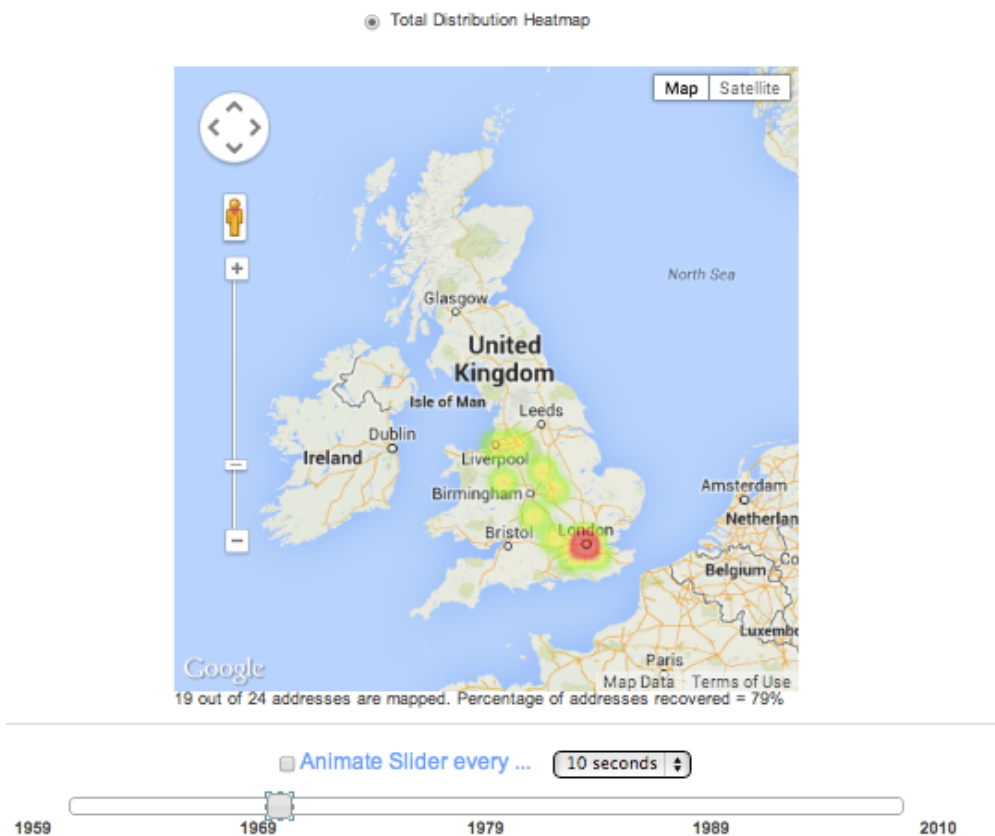 Total Distribution Heatmap
Map Satellite
North Sea
Glasgow
United
Kingdom
Isle of Man
Leeds
Dublin
Ireland
Liverpool
Birmingham
Amsterdam
Netherlan
London
Bristol
Co
Belgium
Luxembo
Paris
Google
Map Data Terms of Use
19 out of 24 addresses are mapped. Percentage of addresses recovered = 79%
Animate Slider every ... 10 seconds
1959 1969 1979 1989 2010